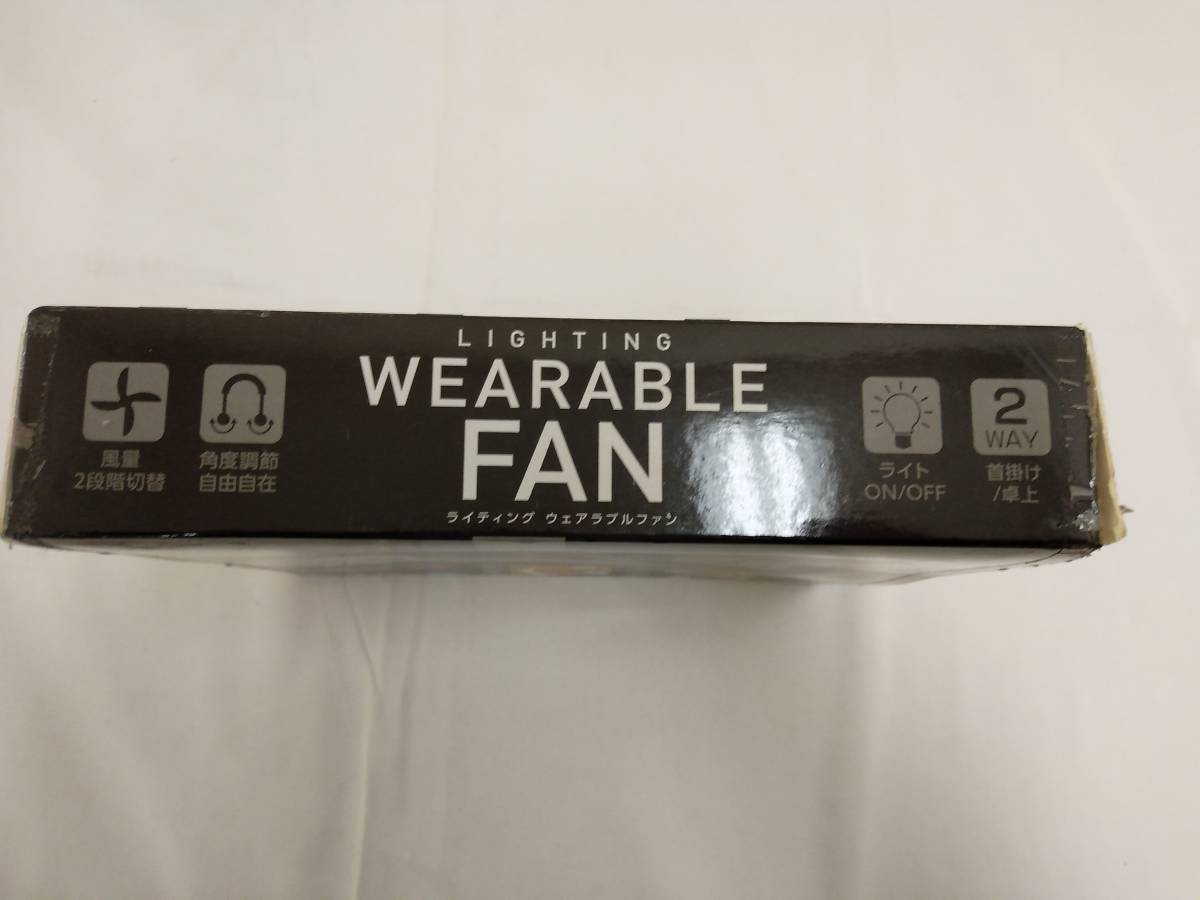 LIGHTING
WEARABLE
FAN
ライティング ウェアラブルファン
風量
2段階切替
角度調節
自由自在
ライト
ON/OFF
2
WAY
首掛け
/卓上